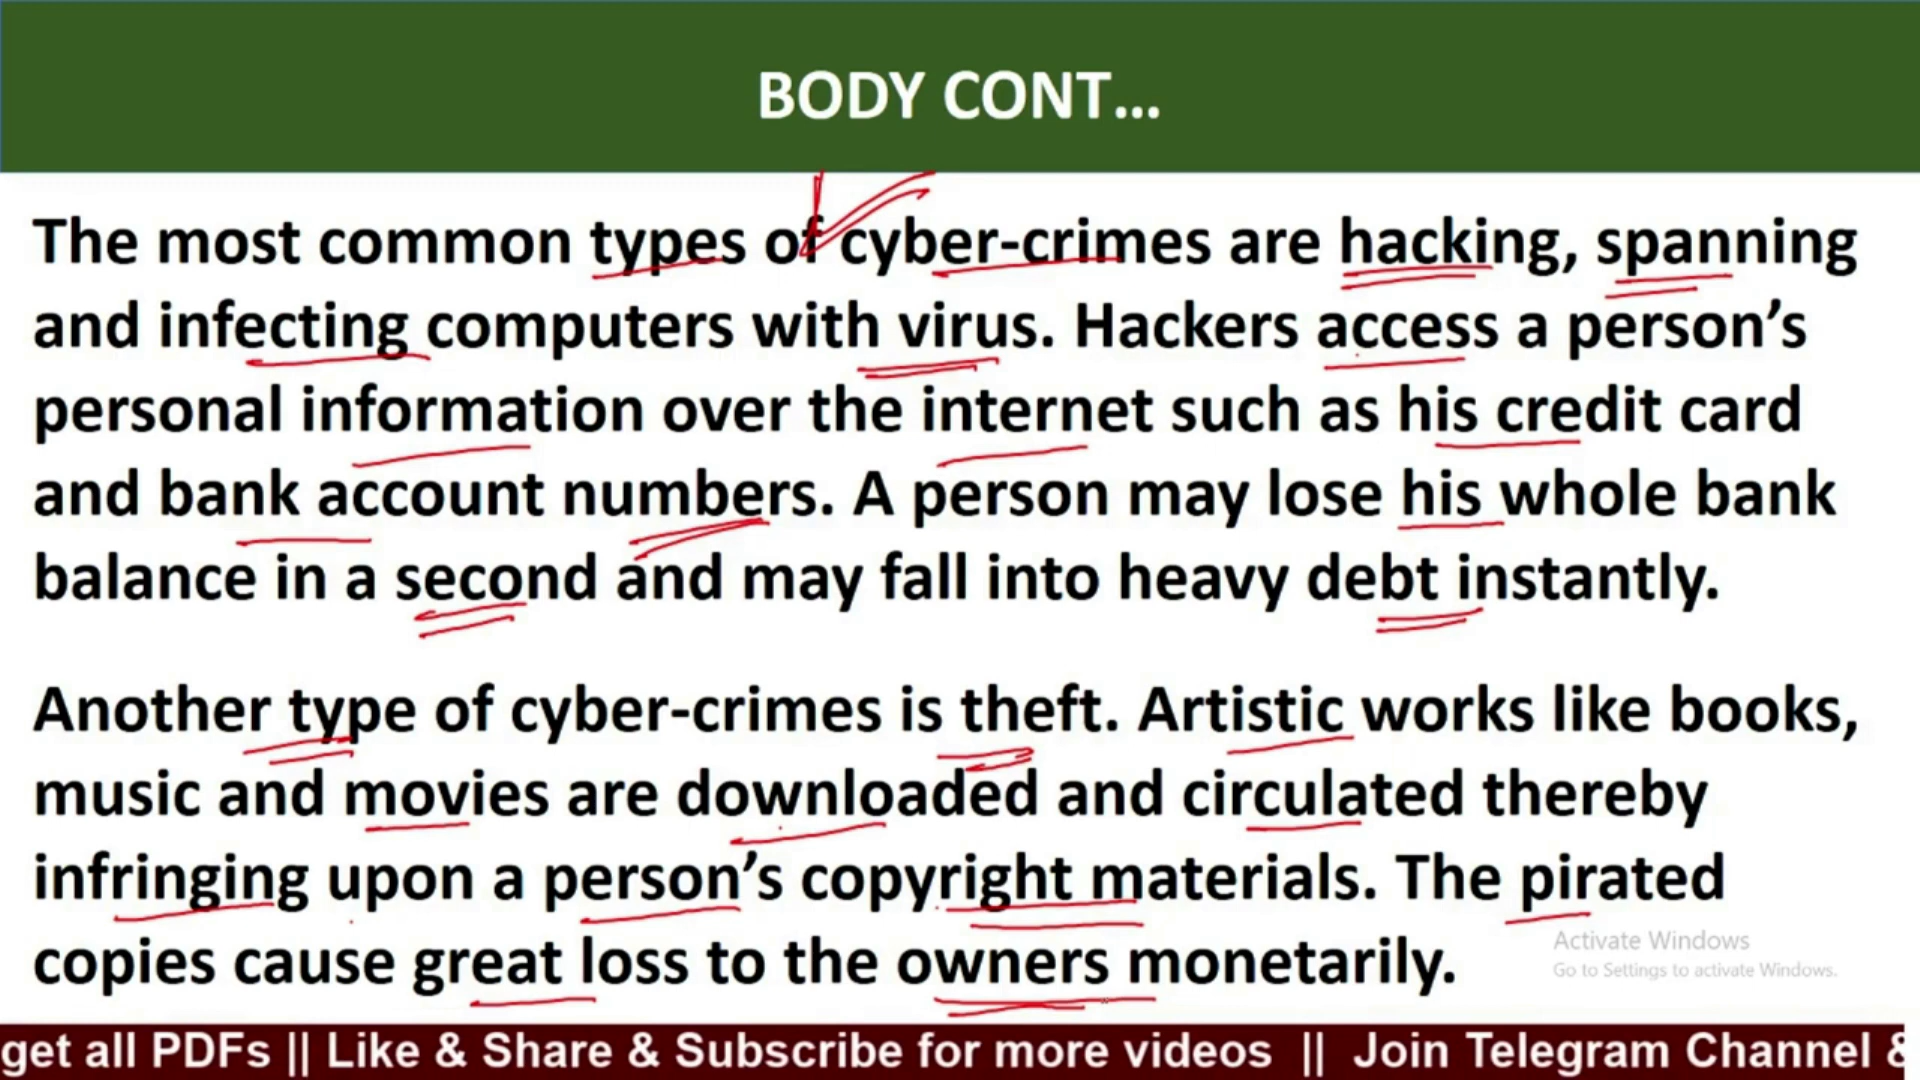 BODY CONT...
The most common types of cyber-crimes are hacking, spanning
and infecting computers with virus. Hackers access a person’s
personal information over the internet such as his credit card
and bank account numbers. A person may lose his whole bank
balance in a second and may fall into heavy debt instantly.
Another type of cyber-crimes is theft. Artistic works like books,
music and movies are downloaded and circulated thereby
infringing upon a person’s copyright materials. The pirated
copies cause great loss to the owners monetarily.
Activate Windows
Go to Settings to activate Windows.
get all PDFs || Like & Share & Subscribe for more videos || Join Telegram Channel &